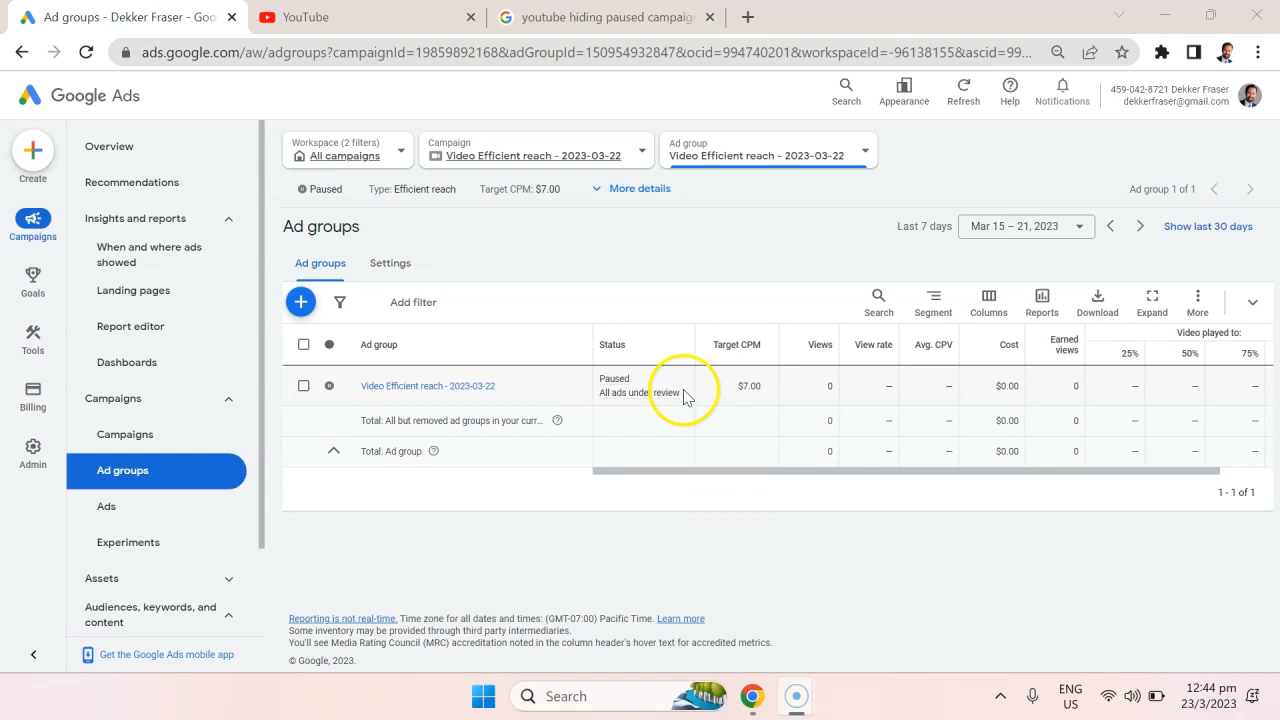 Ad groups - Dekker Fraser - Goo
YouTube
youtube hiding paused campaign
ads.google.com/aw/adgroups?campaignId=19859892168&adGroupId=150954932847&ocid=994740201&workspaceId=-96138155&ascid=99...
Google Ads
Search
Appearance
Refresh
Help
Notifications
459-042-8721 Dekker Fraser
dekkerfraser@gmail.com
Create
Campaigns
Goals
Tools
Billing
Admin
Overview
Recommendations
Insights and reports
When and where ads
showed
Landing pages
Report editor
Dashboards
Campaigns
Campaigns
Ad groups
Ads
Experiments
Assets
Audiences, keywords, and
content
Get the Google Ads mobile app
Workspace (2 filters)
All campaigns
Campaign
Video Efficient reach - 2023-03-22
Ad group
Video Efficient reach - 2023-03-22
Paused Type: Efficient reach Target CPM: $7.00 More details
Ad group 1 of 1
Ad groups
Last 7 days Mar 15 – 21, 2023 Show last 30 days
Ad groups Settings
Add filter
Search
Segment
Columns
Reports
Download
Expand
More
Ad group Status Target CPM Views View rate Avg. CPV Cost
Earned
views
Video played to:
25% 50% 75%
Video Efficient reach - 2023-03-22
Paused
All ads under review
$7.00 0 – – $0.00 0 – – –
Total: All but removed ad groups in your curr... 0 – – $0.00 0 – – –
Total: Ad group 0 – – $0.00 0 – – –
1 - 1 of 1
Reporting is not real-time. Time zone for all dates and times: (GMT-07:00) Pacific Time. Learn more
Some inventory may be provided through third party intermediaries.
You'll see Media Rating Council (MRC) accreditation noted in the column header's hover text for accredited metrics.
© Google, 2023.
Search
ENG
US
12:44 pm
23/3/2023